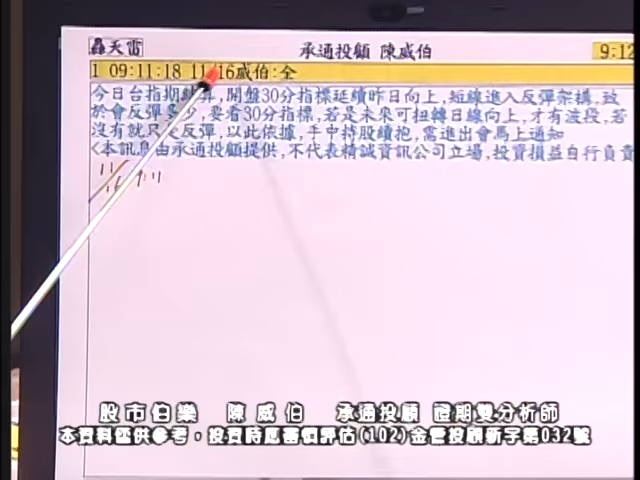 轟天雷 承通投顧 陳威伯 9:12
1 09:11:18 11/16威伯:全
今日台指期結算,開盤30分指標延續昨日向上,短線進入反彈架構,致
於會反彈多少,要看30分指標,若是未來可扭轉日線向上,才有波段,若
沒有就只是反彈,以此依據,手中持股續抱,需進出會馬上通知
<本訊息由承通投顧提供,不代表精誠資訊公司立場,投資損益自行負責
11/16 9:11
股市伯樂 陳威伯 承通投顧 證期雙分析師
本資料僅供參考，投資時應審慎評估(102)金管投顧新字第032號